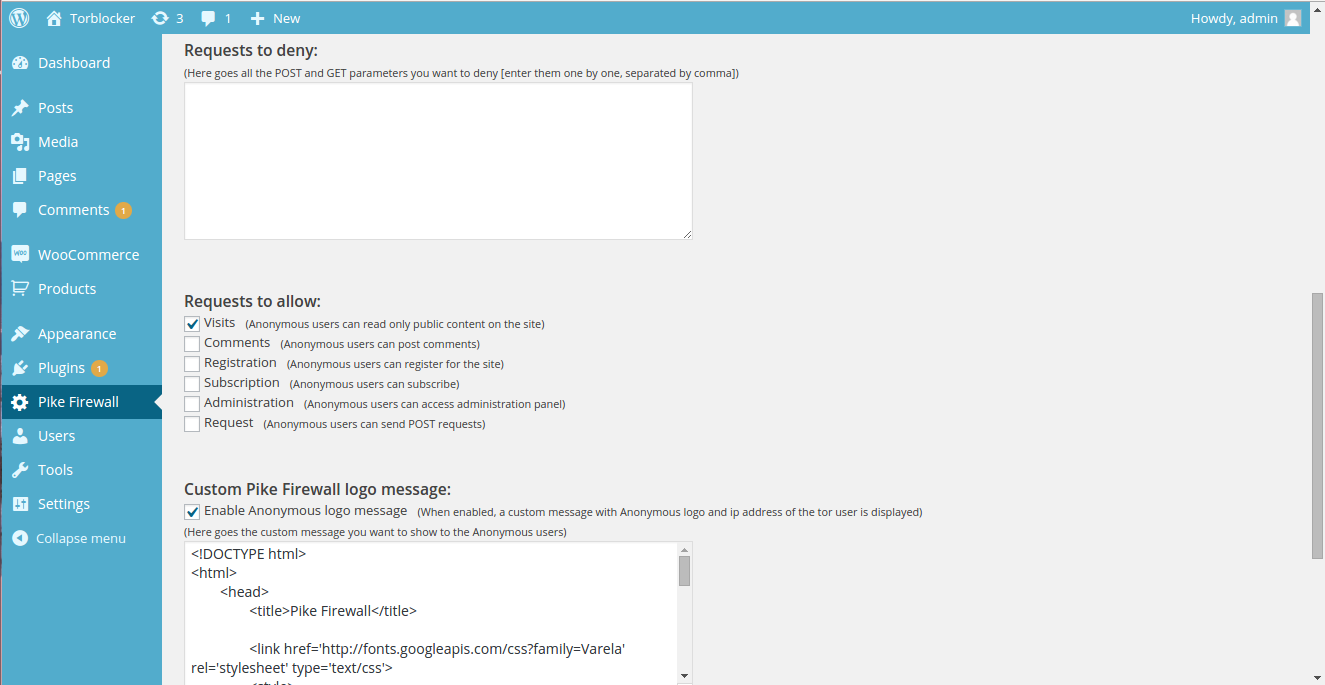 Torblocker 3 1 New Howdy, admin
Dashboard
Posts
Media
Pages
Comments 1
WooCommerce
Products
Appearance
Plugins 1
Pike Firewall
Users
Tools
Settings
Collapse menu
Requests to deny:
(Here goes all the POST and GET parameters you want to deny [enter them one by one, separated by comma])
Requests to allow:
Visits (Anonymous users can read only public content on the site)
Comments (Anonymous users can post comments)
Registration (Anonymous users can register for the site)
Subscription (Anonymous users can subscribe)
Administration (Anonymous users can access administration panel)
Request (Anonymous users can send POST requests)
Custom Pike Firewall logo message:
Enable Anonymous logo message (When enabled, a custom message with Anonymous logo and ip address of the tor user is displayed)
(Here goes the custom message you want to show to the Anonymous users)
<!DOCTYPE html>
<html>
<head>
<title>Pike Firewall</title>
<link href='http://fonts.googleapis.com/css?family=Varela'
rel='stylesheet' type='text/css'>